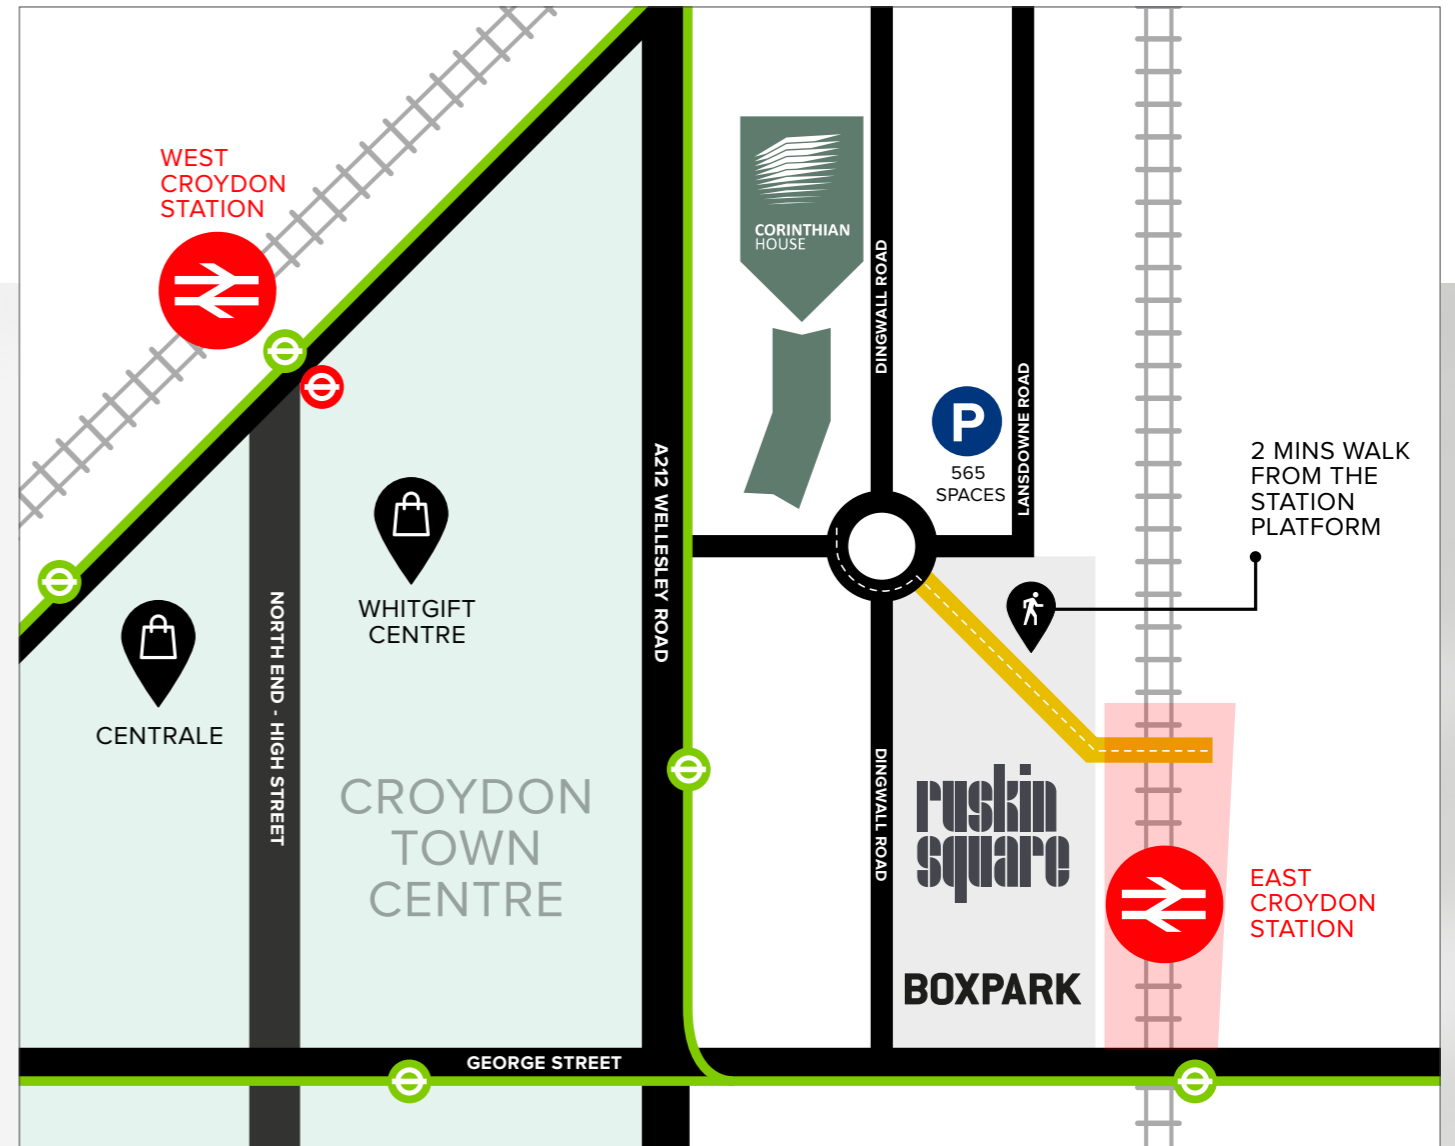 WEST
CROYDON
STATION
CORINTHIAN
HOUSE
DINGWALL ROAD
LANSDOWNE ROAD
P
565
SPACES
2 MINS WALK
FROM THE
STATION
PLATFORM
A212 WELLESLEY ROAD
WHITGIFT
CENTRE
NORTH END - HIGH STREET
CENTRALE
CROYDON
TOWN
CENTRE
DINGWALL ROAD
ruskin
square
EAST
CROYDON
STATION
BOXPARK
GEORGE STREET